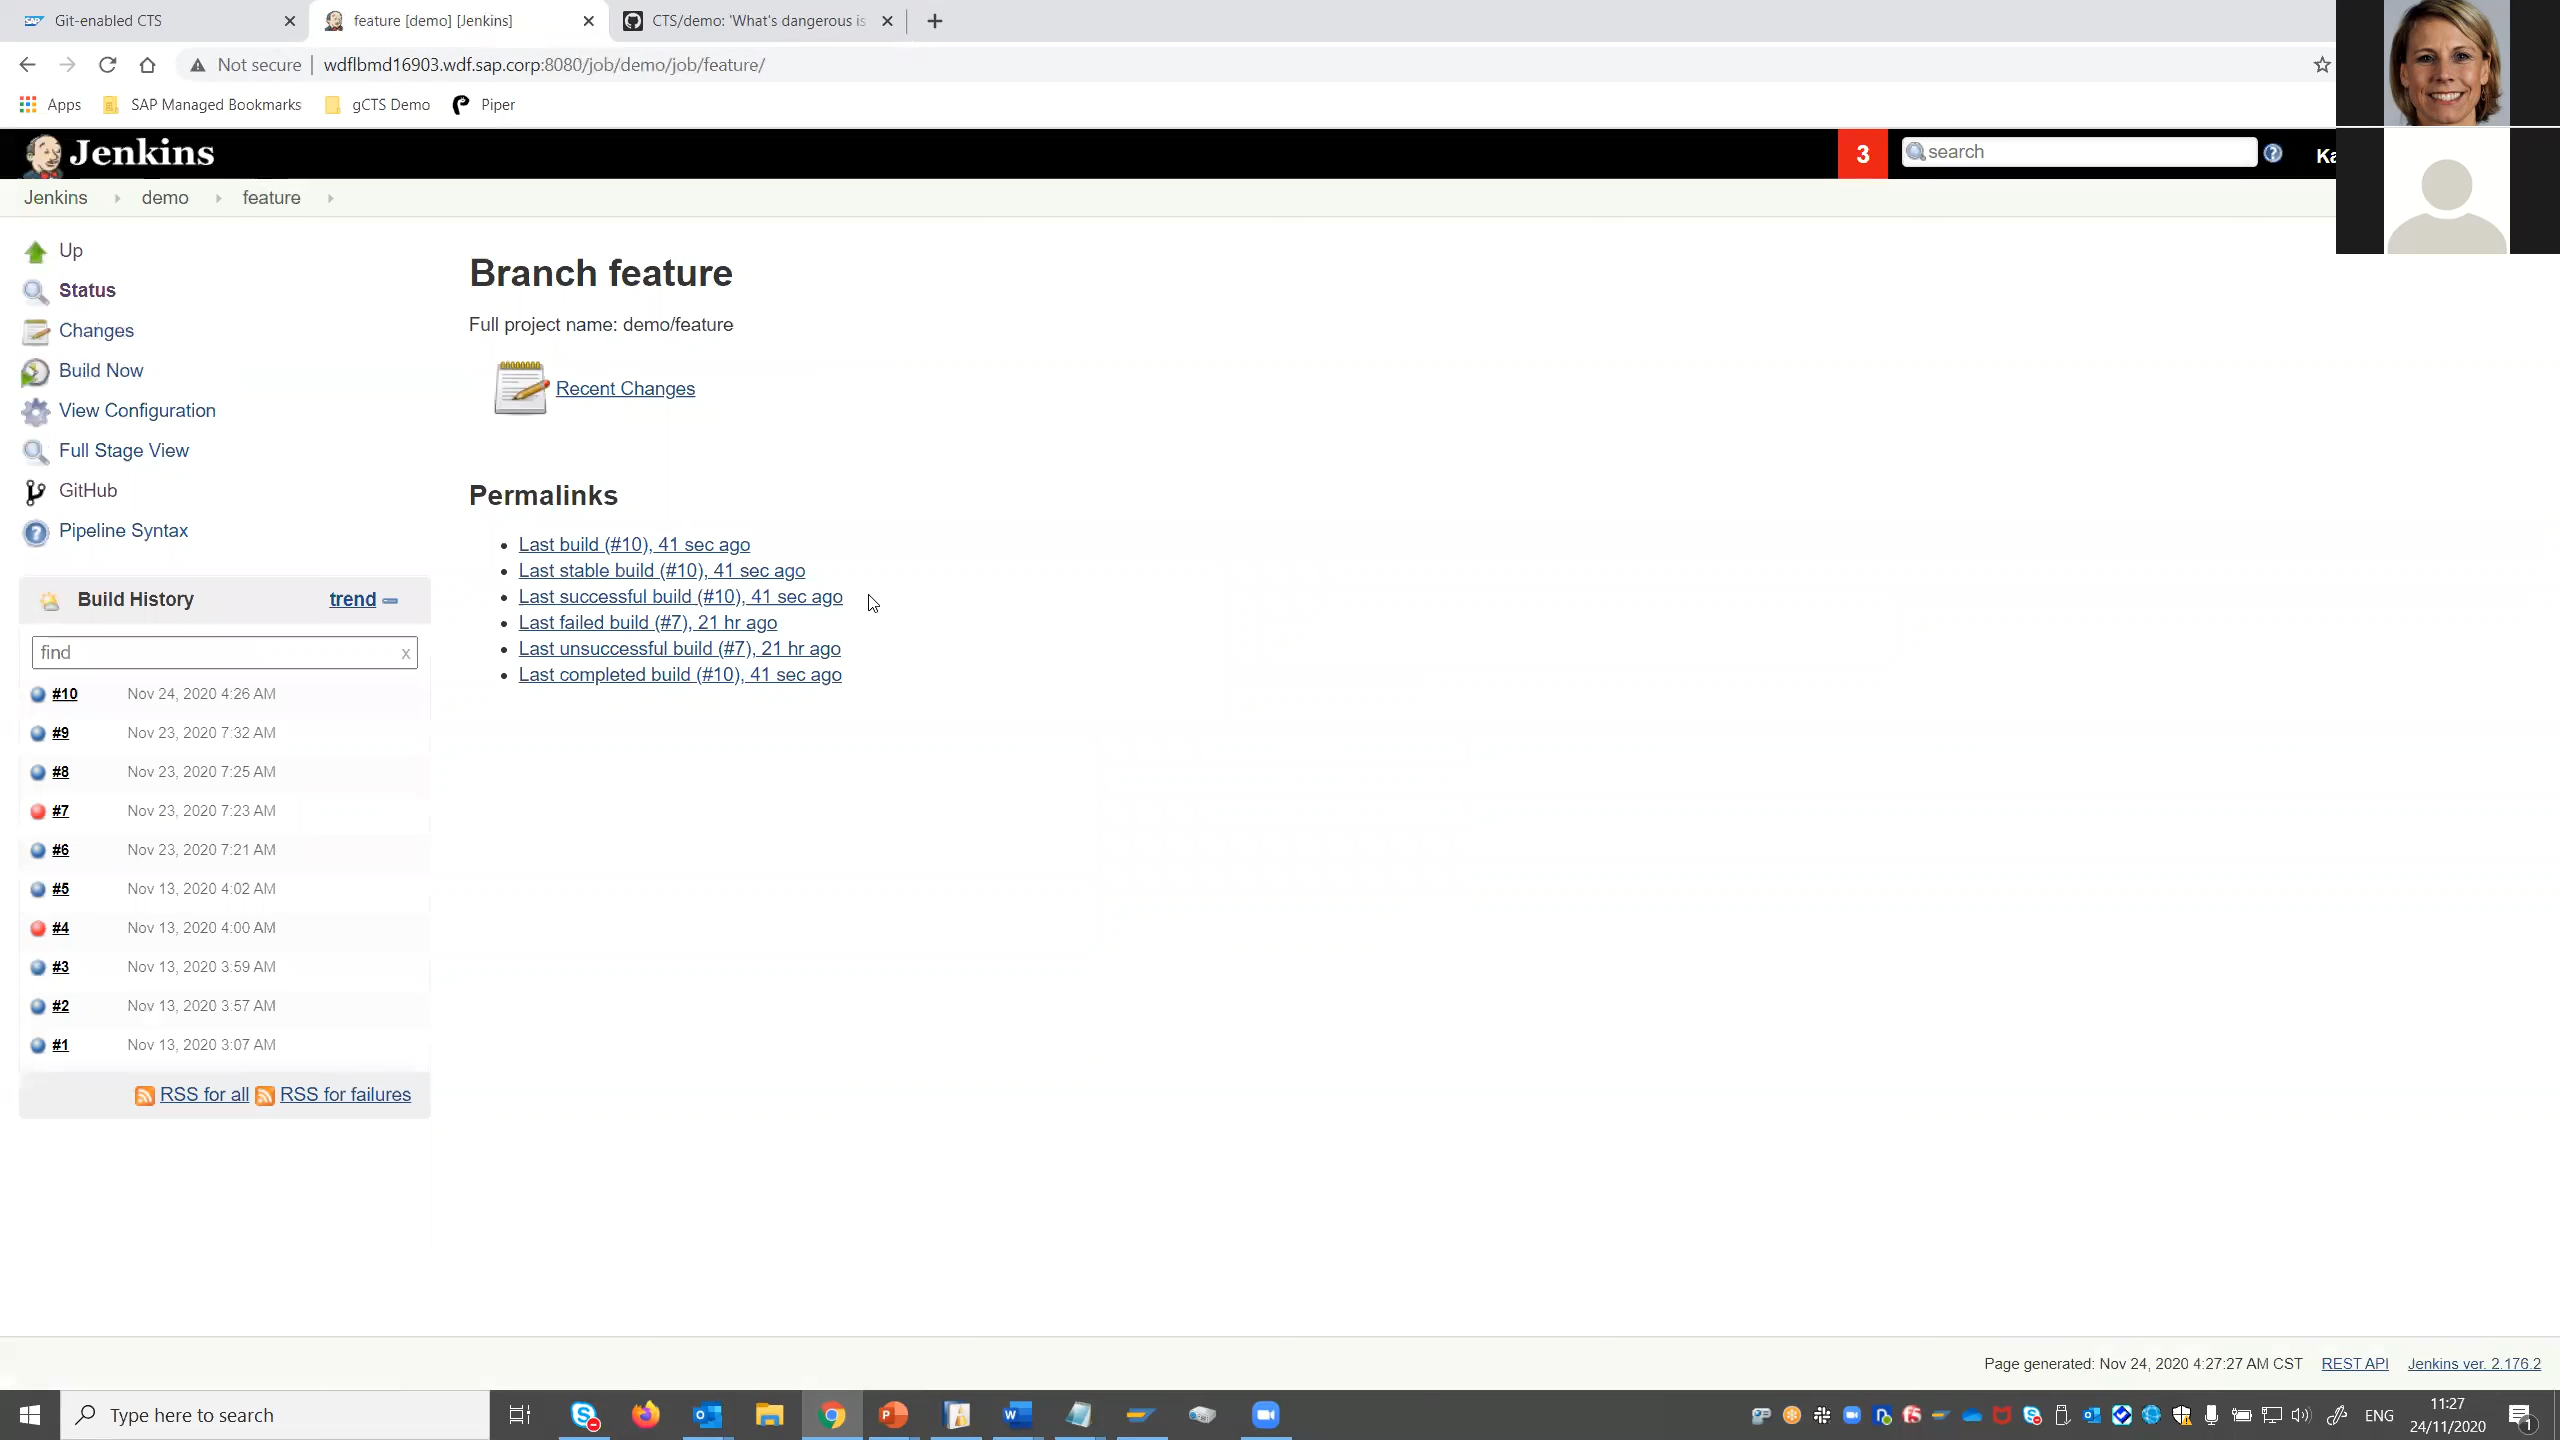 Git-enabled CTS
feature [demo] [Jenkins]
CTS/demo: 'What's dangerous is
Not secure
wdflbmd16903.wdf.sap.corp:8080/job/demo/job/feature/
Apps
SAP Managed Bookmarks
gCTS Demo
Piper
Jenkins
3
search
Ka
Jenkins
demo
feature
Up
Status
Changes
Build Now
View Configuration
Full Stage View
GitHub
Pipeline Syntax
Build History
trend
find
x
#10 Nov 24, 2020 4:26 AM
#9 Nov 23, 2020 7:32 AM
#8 Nov 23, 2020 7:25 AM
#7 Nov 23, 2020 7:23 AM
#6 Nov 23, 2020 7:21 AM
#5 Nov 13, 2020 4:02 AM
#4 Nov 13, 2020 4:00 AM
#3 Nov 13, 2020 3:59 AM
#2 Nov 13, 2020 3:57 AM
#1 Nov 13, 2020 3:07 AM
RSS for all RSS for failures
Branch feature
Full project name: demo/feature
Recent Changes
Permalinks
Last build (#10), 41 sec ago
Last stable build (#10), 41 sec ago
Last successful build (#10), 41 sec ago
Last failed build (#7), 21 hr ago
Last unsuccessful build (#7), 21 hr ago
Last completed build (#10), 41 sec ago
Page generated: Nov 24, 2020 4:27:27 AM CST REST API Jenkins ver. 2.176.2
Type here to search
ENG
11:27
24/11/2020
1